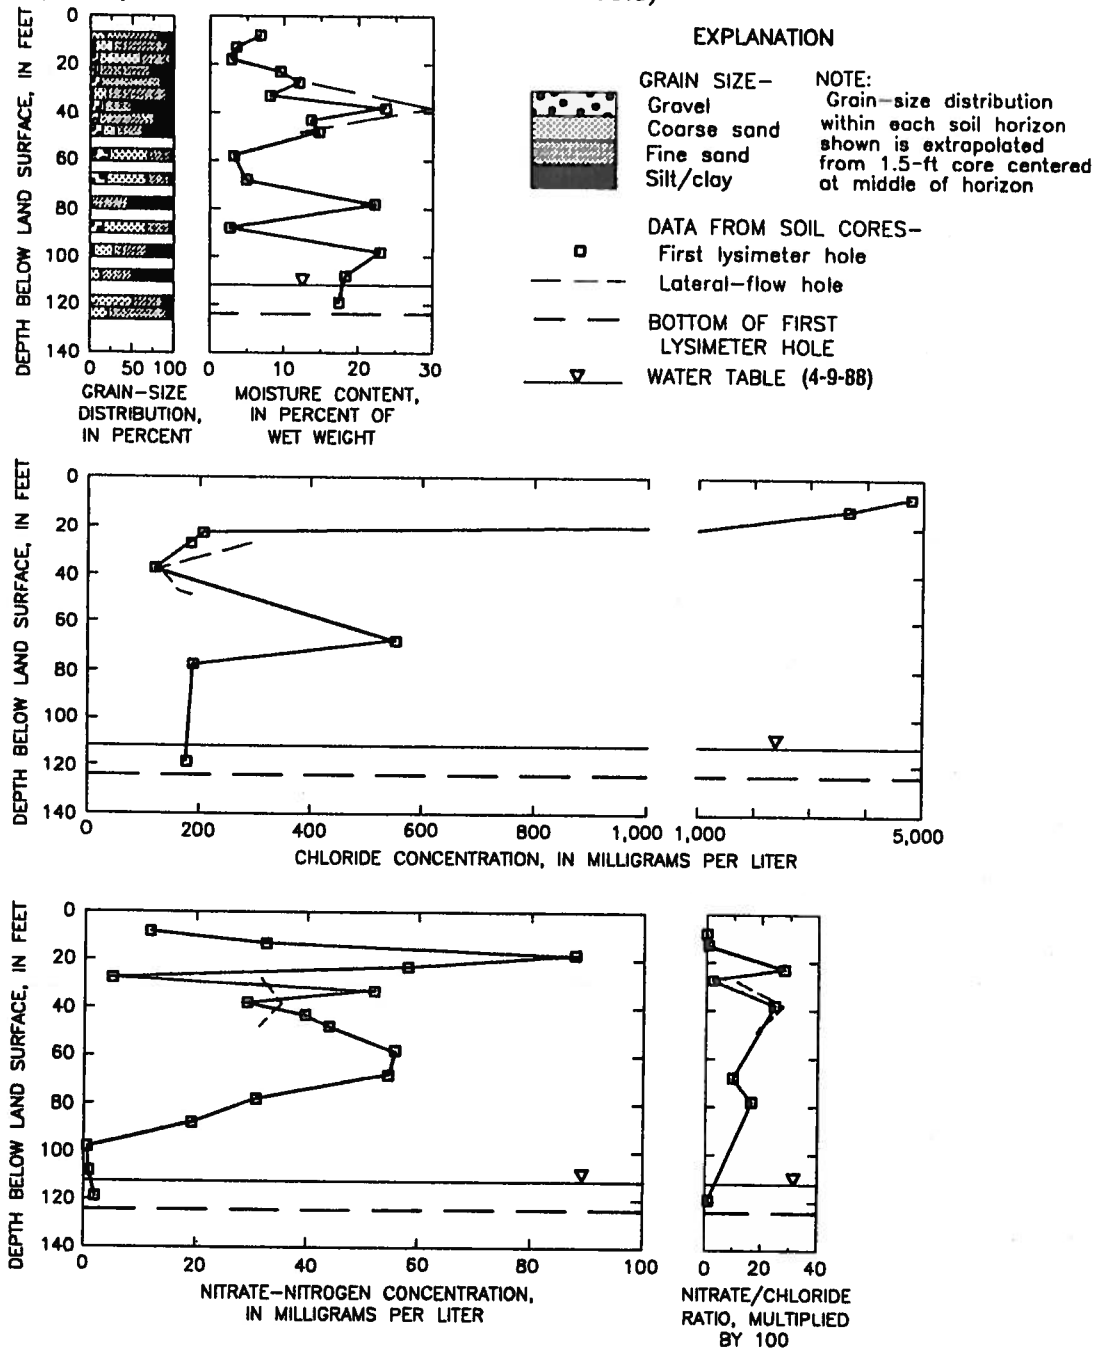 0
20
40
60
80
100
120
140
DEPTH BELOW LAND SURFACE, IN FEET
0 50 100
GRAIN-SIZE
DISTRIBUTION,
IN PERCENT
0 10 20 30
MOISTURE CONTENT,
IN PERCENT OF
WET WEIGHT
EXPLANATION
GRAIN SIZE-
Gravel
Coarse sand
Fine sand
Silt/clay
NOTE:
Grain-size distribution
within each soil horizon
shown is extrapolated
from 1.5-ft core centered
at middle of horizon
DATA FROM SOIL CORES-
First lysimeter hole
Lateral-flow hole
BOTTOM OF FIRST
LYSIMETER HOLE
WATER TABLE (4-9-88)
DEPTH BELOW LAND SURFACE, IN FEET
0
20
40
60
80
100
120
140
0 200 400 600 800 1,000 1,000 5,000
CHLORIDE CONCENTRATION, IN MILLIGRAMS PER LITER
DEPTH BELOW LAND SURFACE, IN FEET
0
20
40
60
80
100
120
140
0 20 40 60 80 100
NITRATE-NITROGEN CONCENTRATION,
IN MILLIGRAMS PER LITER
0 20 40
NITRATE/CHLORIDE
RATIO, MULTIPLIED
BY 100